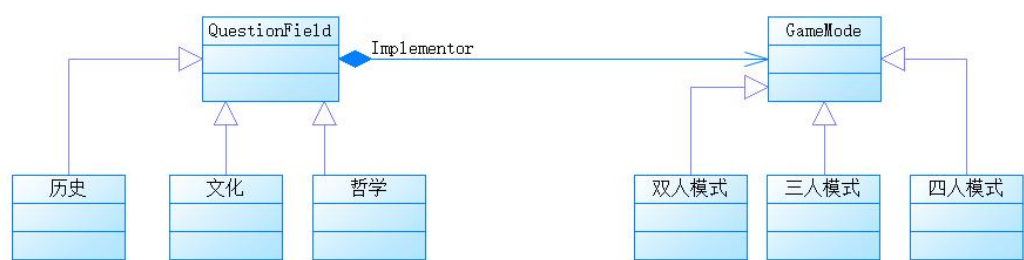 QuestionField
GameMode
Implementor
历史
文化
哲学
双人模式
三人模式
四人模式